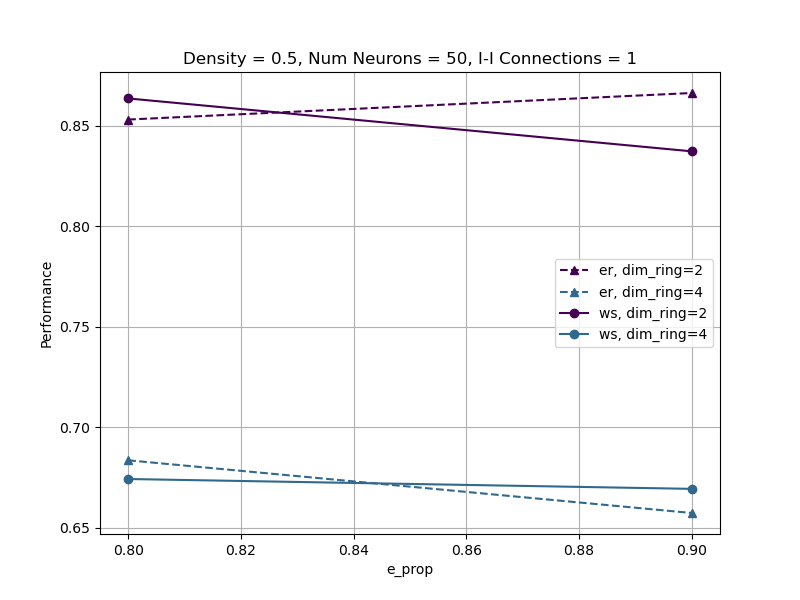 Density = 0.5, Num Neurons = 50, I-I Connections = 1
Performance
0.85
0.80
0.75
0.70
0.65
er, dim_ring=2
er, dim_ring=4
ws, dim_ring=2
ws, dim_ring=4
0.80 0.82 0.84 0.86 0.88 0.90
e_prop